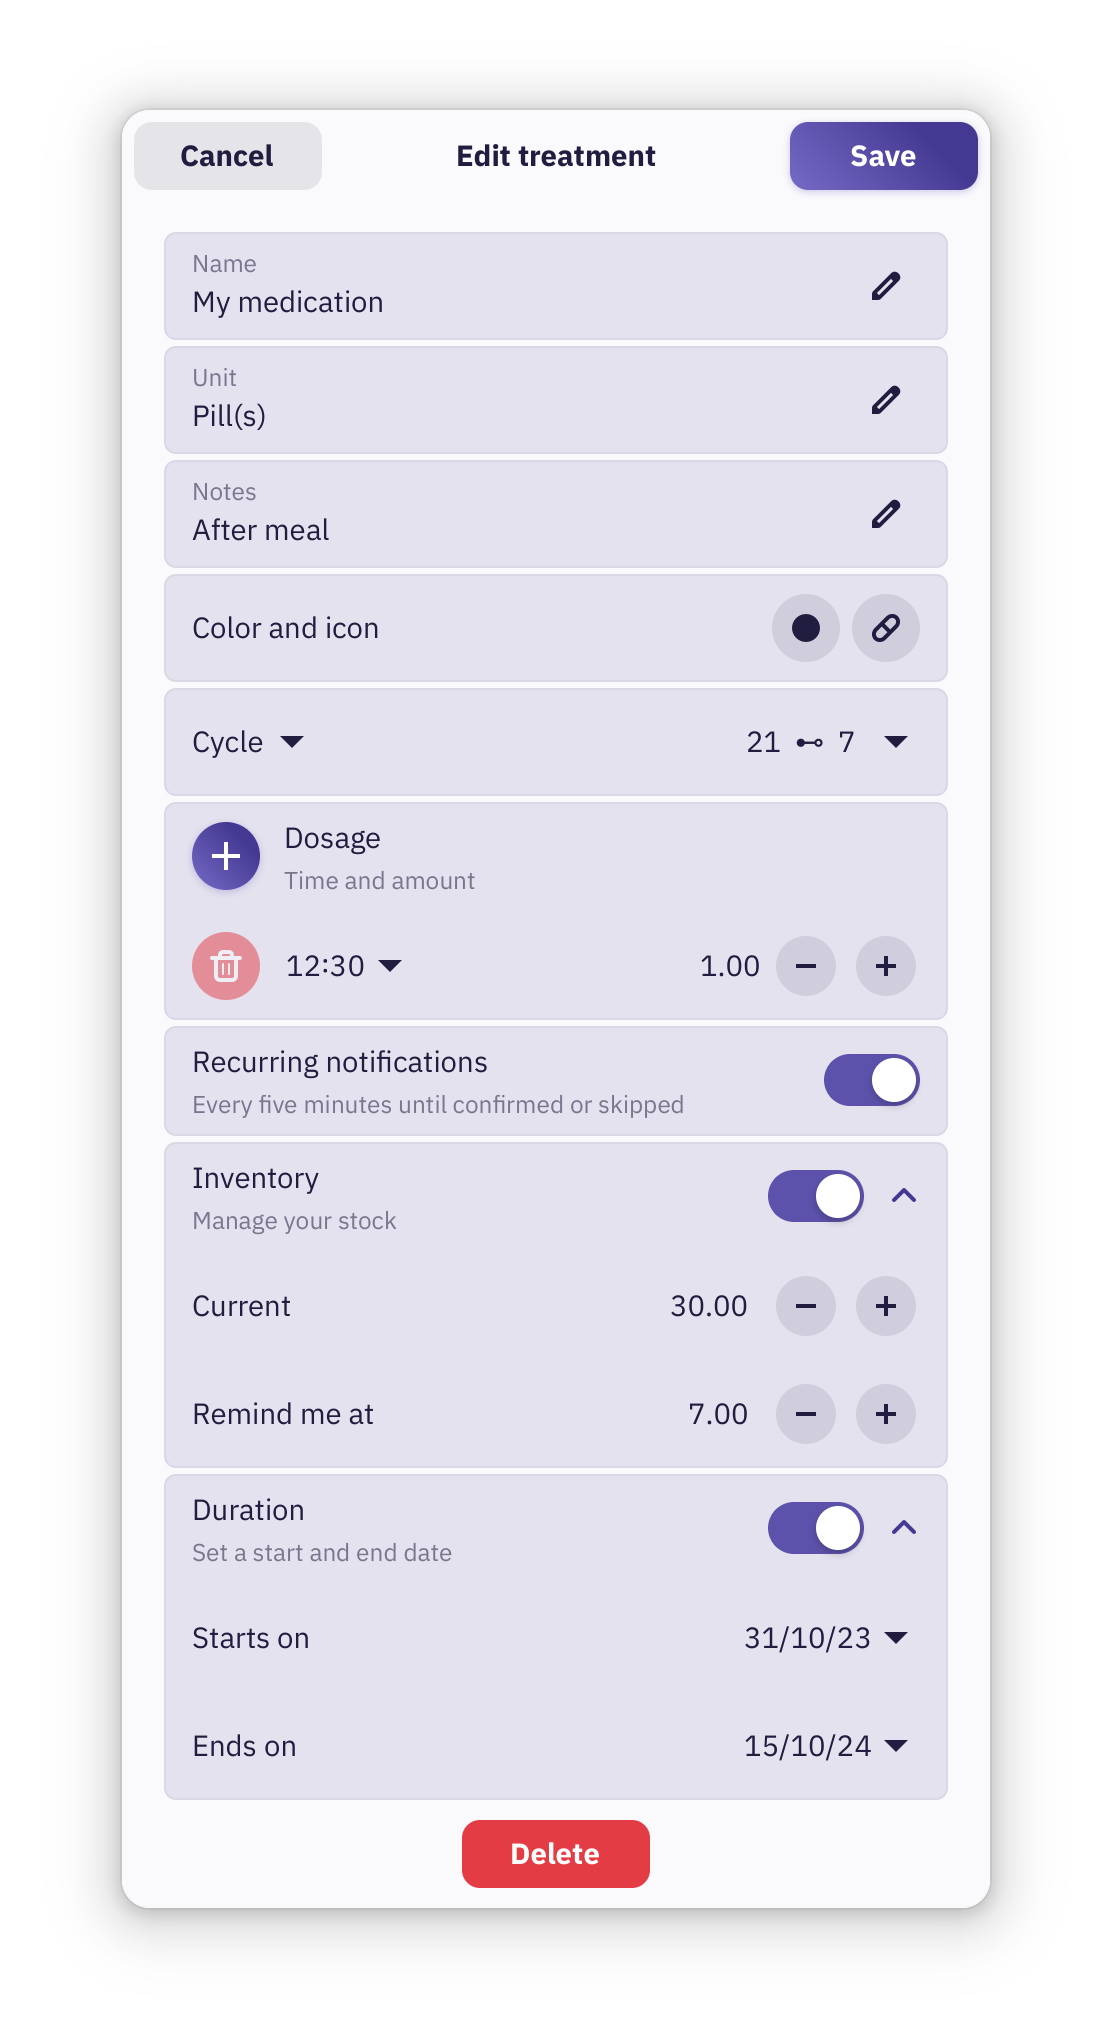 Cancel Edit treatment Save
Name
My medication
Unit
Pill(s)
Notes
After meal
Color and icon
Cycle 21 7
Dosage
Time and amount
12:30 1.00
Recurring notifications
Every five minutes until confirmed or skipped
Inventory
Manage your stock
Current 30.00
Remind me at 7.00
Duration
Set a start and end date
Starts on 31/10/23
Ends on 15/10/24
Delete